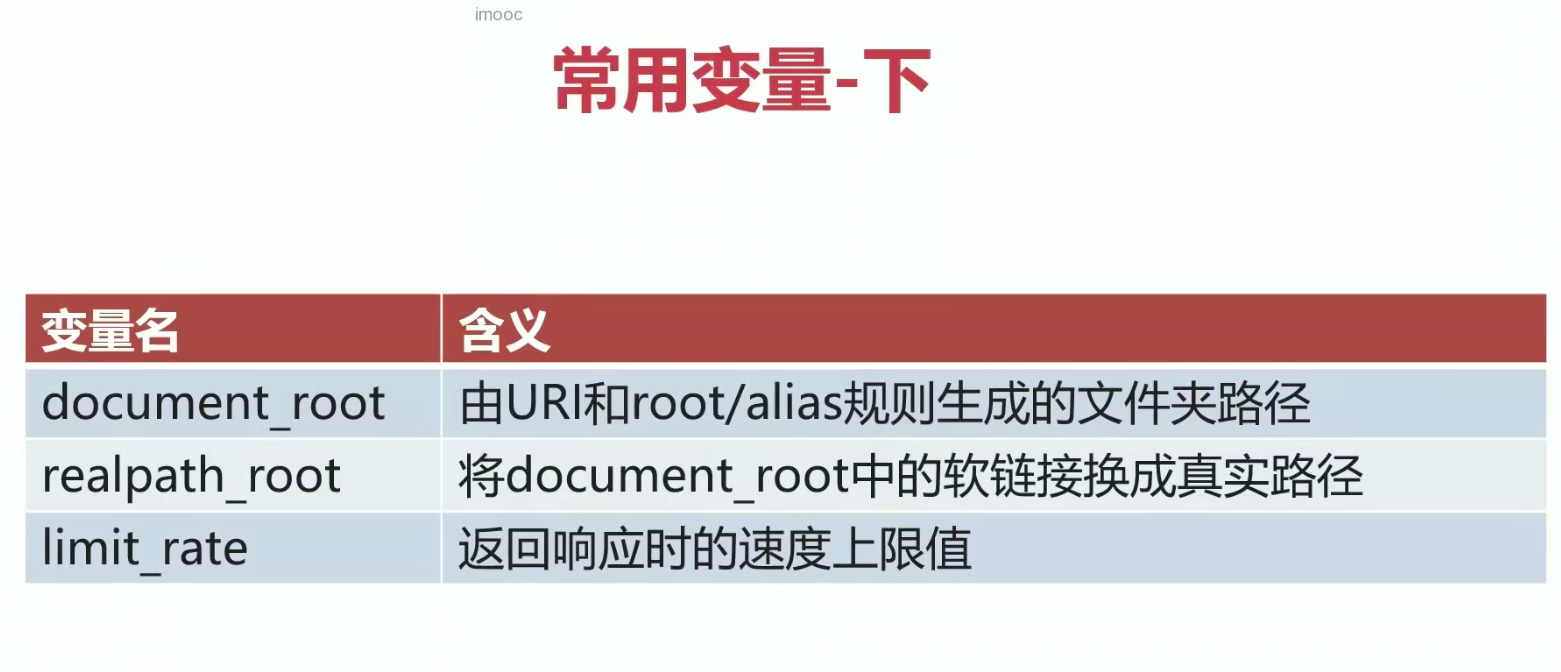 imooc
常用变量-下
变量名 含义
document_root 由URI和root/alias规则生成的文件夹路径
realpath_root 将document_root中的软链接换成真实路径
limit_rate 返回响应时的速度上限值